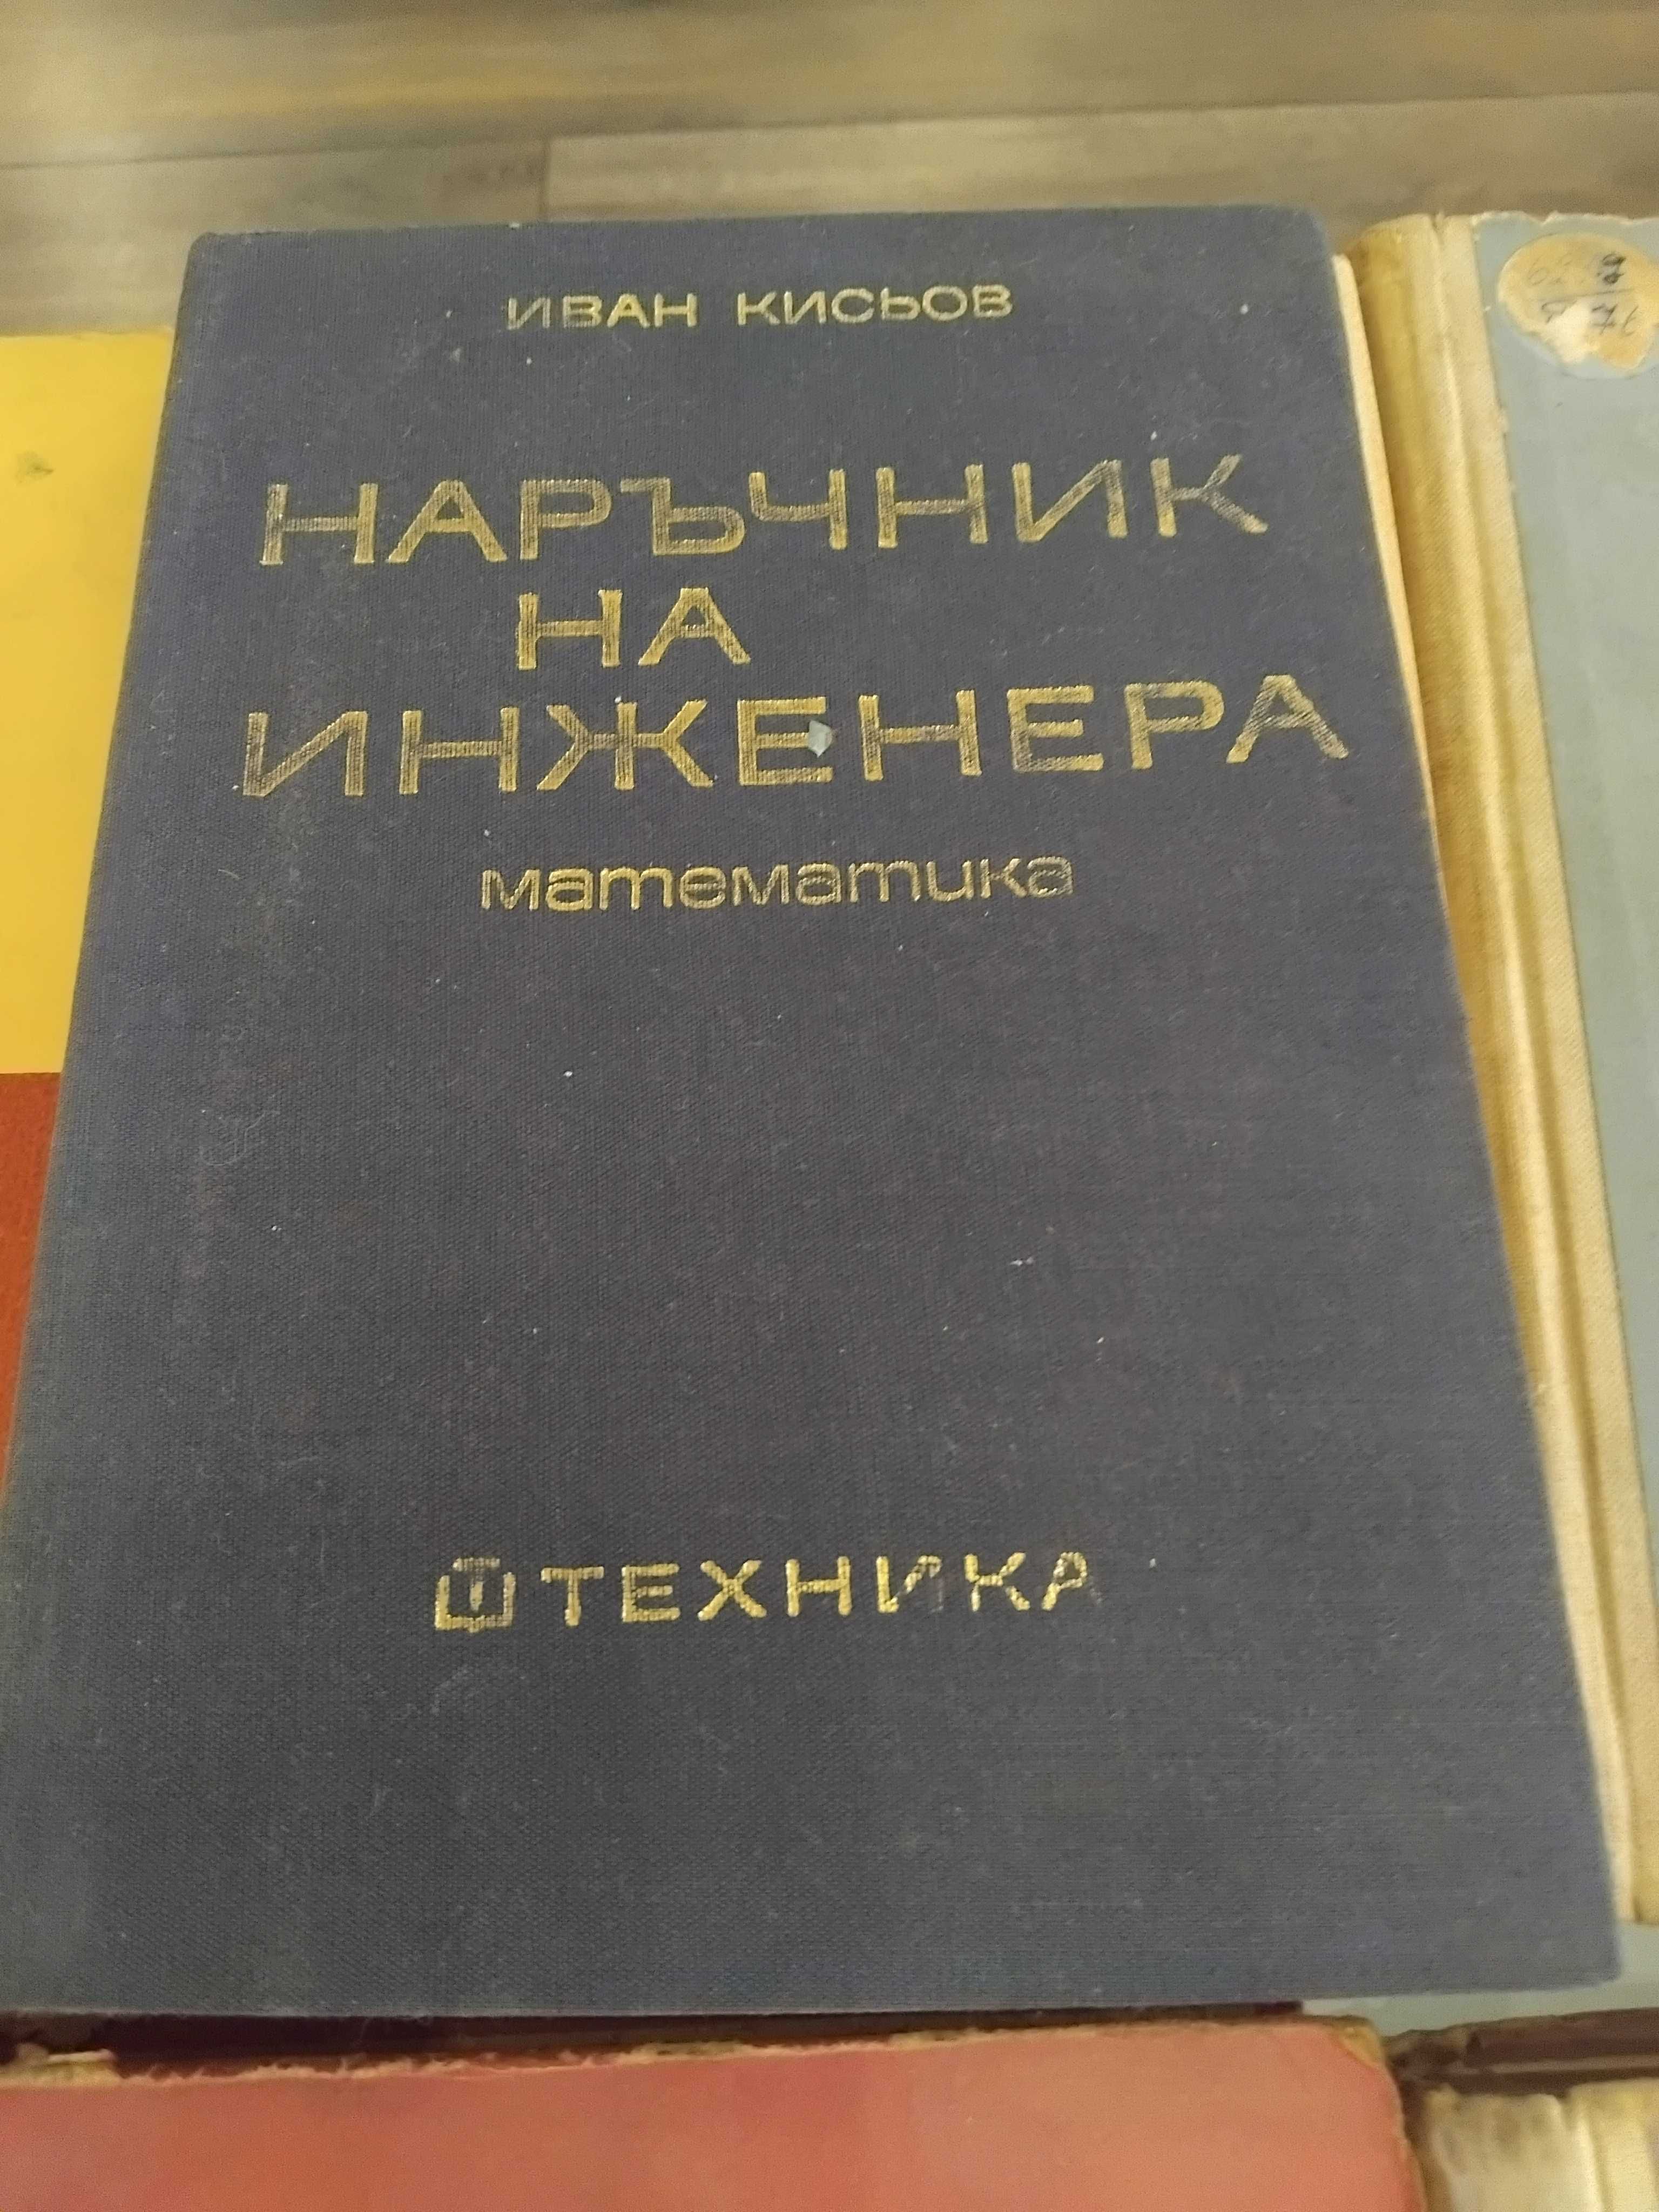 ИВАН КИСЬОВ
НАРЪЧНИК
НА
ИНЖЕНЕРА
математика
ТЕХНИКА